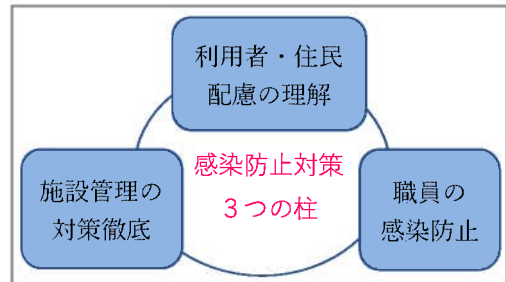 利用者・住民
配慮の理解
感染防止対策
３つの柱
施設管理の
対策徹底
職員の
感染防止